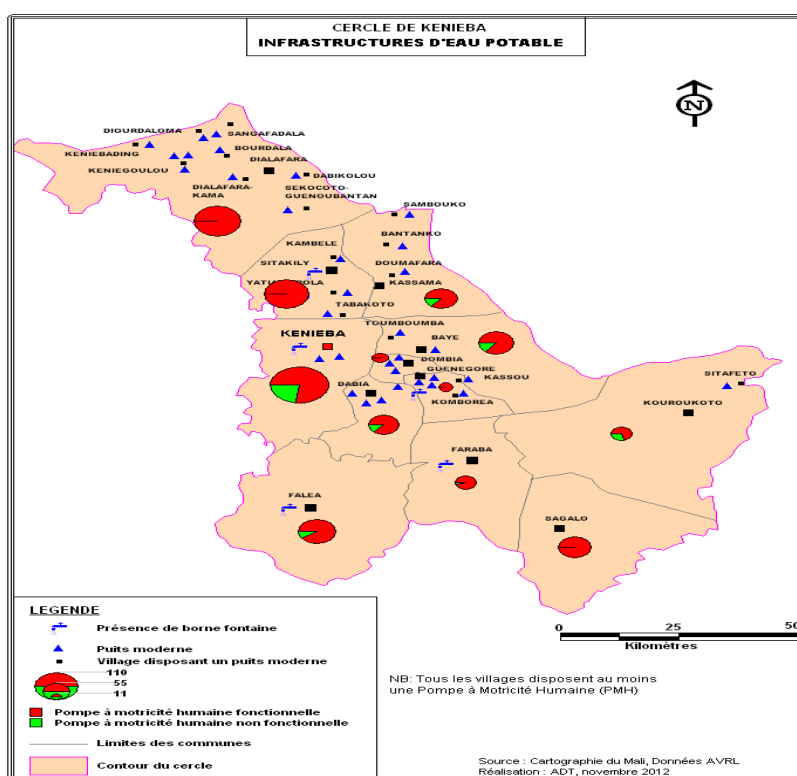 CERCLE DE KENIEBA
INFRASTRUCTURES D'EAU POTABLE
N
DIOURDALOMA
SANGAFADALA
KENIEBADING
BOURDALA
DIALAFARA
KENIEGOULOU
DABIKOLOU
DIALAFARA-
KAMA
SEKOCOTO-
GUENOUBANTAN
SAMBOUKO
BANTANKO
KAMBELE
SITAKILY
DOUMAFARA
KASSAMA
TABAKOTO
TOUMBOUMBA
KENIEBA
BAYE
DOMBIA
GUENEGORE
KASSOU
SITAFETO
DABIA
KOMBOREA
KOUROUKOTO
FARABA
FALEA
SAGALO
LEGENDE
Présence de borne fontaine
Puits moderne
Village disposant un puits moderne
110
55
11
Pompe à motricité humaine fonctionnelle
Pompe à motricité humaine non fonctionnelle
Limites des communes
Contour du cercle
0 25 50
Kilomètres
NB: Tous les villages disposent au moins
une Pompe à Motricité Humaine (PMH)
Source : Cartographie du Mali, Données AVRL
Réalisation : ADT, novembre 2012